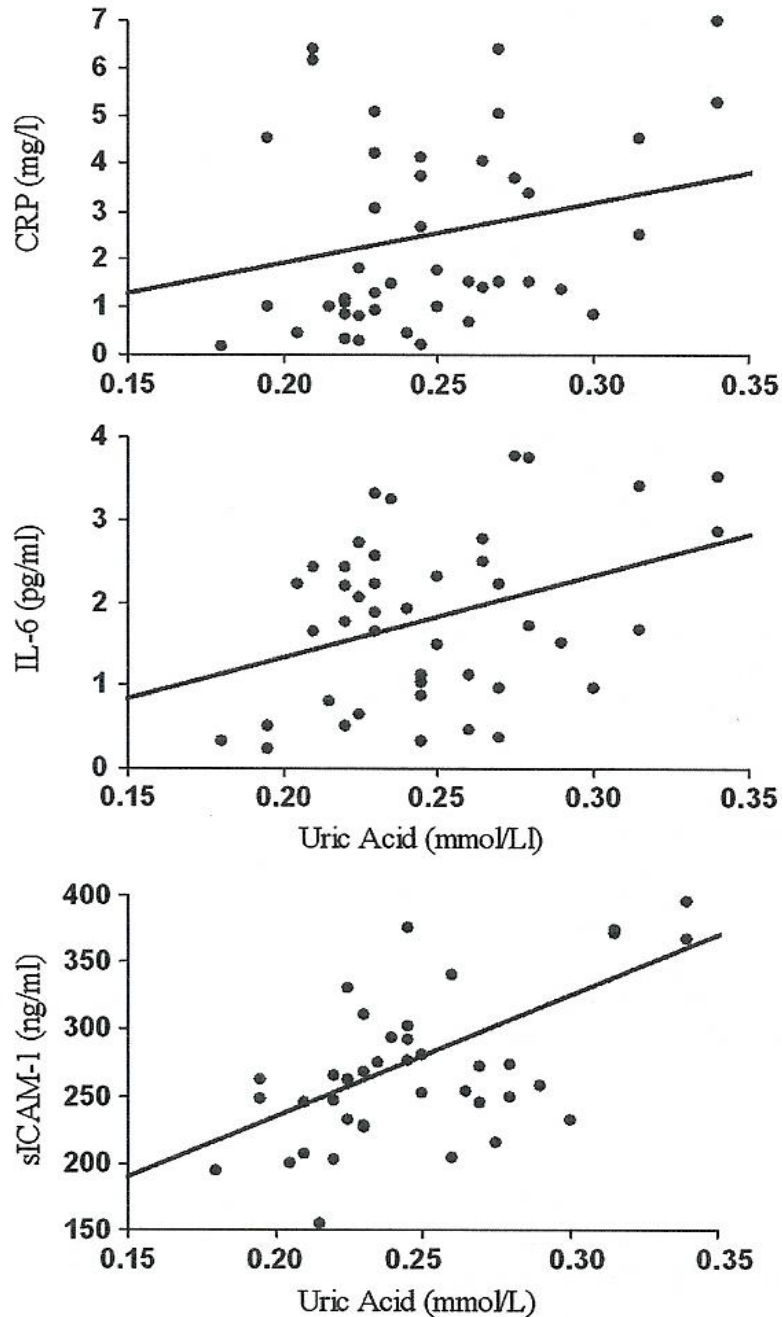 CRP (mg/l)
7
6
5
4
3
2
1
0
0.15 0.20 0.25 0.30 0.35
IL-6 (pg/ml)
4
3
2
1
0
0.15 0.20 0.25 0.30 0.35
Uric Acid (mmol/Ll)
sICAM-1 (ng/ml)
400
350
300
250
200
150
0.15 0.20 0.25 0.30 0.35
Uric Acid (mmol/L)